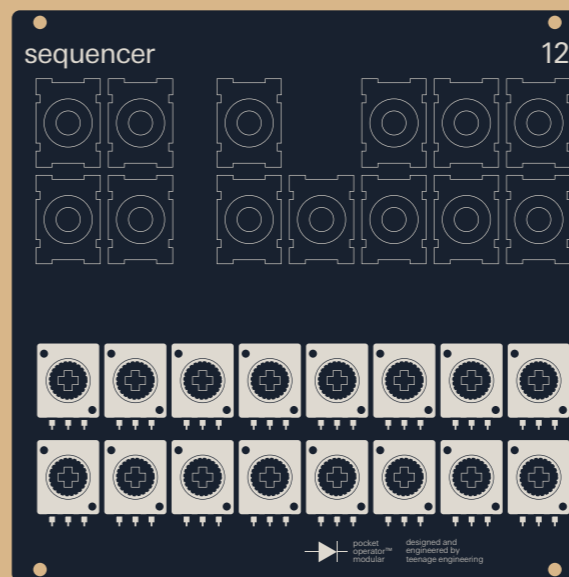 sequencer 12
pocket
operator™
modular
designed and
engineered by
teenage engineering